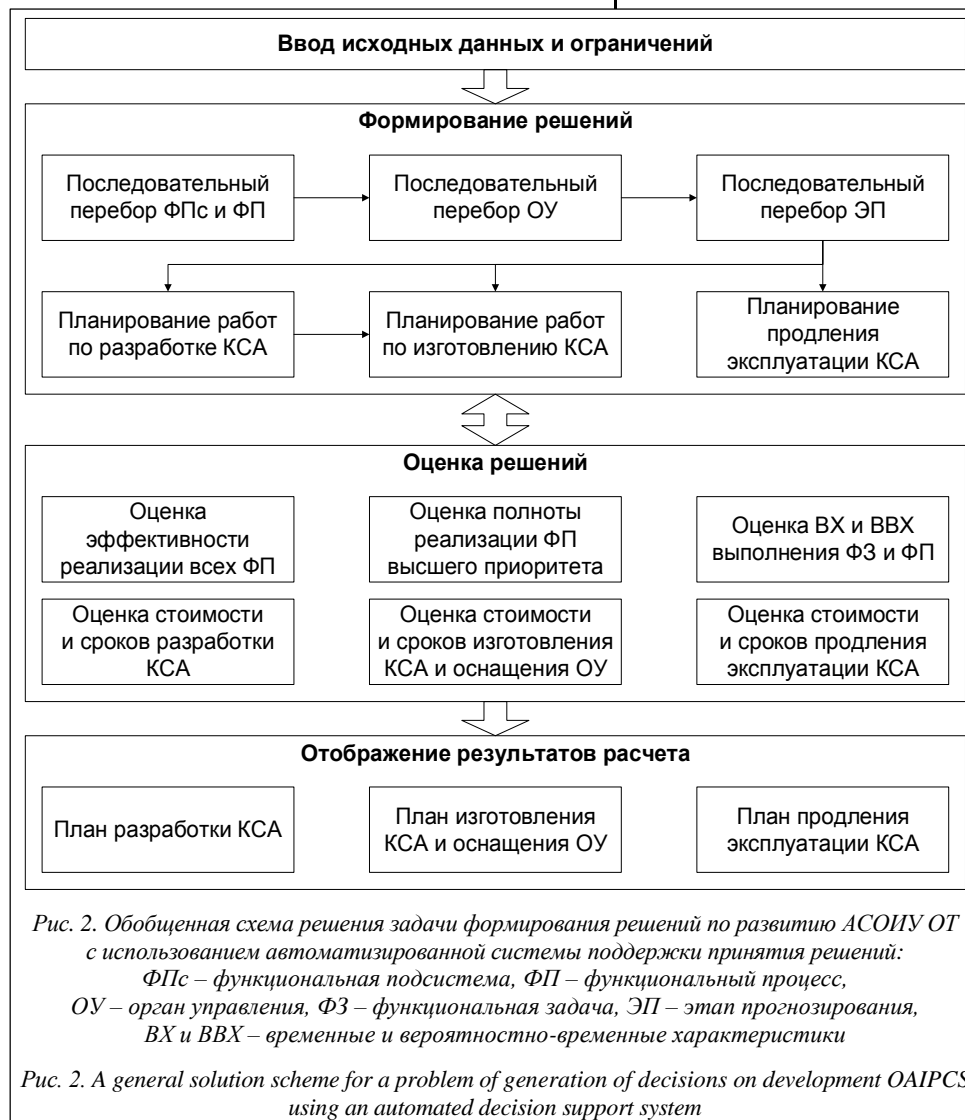 Ввод исходных данных и ограничений
Формирование решений
Последовательный
перебор ФПс и ФП
Последовательный
перебор ОУ
Последовательный
перебор ЭП
Планирование работ
по разработке КСА
Планирование работ
по изготовлению КСА
Планирование
продления
эксплуатации КСА
Оценка решений
Оценка
эффективности
реализации всех ФП
Оценка полноты
реализации ФП
высшего приоритета
Оценка ВХ и ВВХ
выполнения ФЗ и ФП
Оценка стоимости
и сроков разработки
КСА
Оценка стоимости
и сроков изготовления
КСА и оснащения ОУ
Оценка стоимости
и сроков продления
эксплуатации КСА
Отображение результатов расчета
План разработки КСА
План изготовления
КСА и оснащения ОУ
План продления
эксплуатации КСА
Рис. 2. Обобщенная схема решения задачи формирования решений по развитию АСОИУ ОТ
с использованием автоматизированной системы поддержки принятия решений:
ФПс – функциональная подсистема, ФП – функциональный процесс,
ОУ – орган управления, ФЗ – функциональная задача, ЭП – этап прогнозирования,
ВХ и ВВХ – временные и вероятностно-временные характеристики
Рис. 2. A general solution scheme for a problem of generation of decisions on development OAIPCS
using an automated decision support system